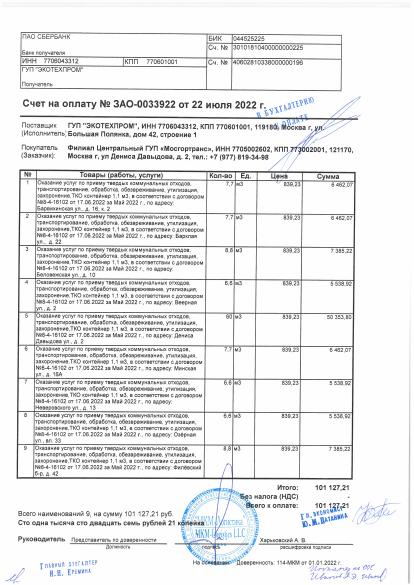 ПАО СБЕРБАНК
БИК 044525225
Сч. № 30101810400000000225
Банк получателя
ИНН 7706043312 КПП 770601001 Сч. № 40602810338000000196
ГУП "ЭКОТЕХПРОМ"
Получатель
В БУХГАЛТЕРИЮ
К ОПЛАТЕ
Счет на оплату № ЗАО-0033922 от 22 июля 2022 г.
Поставщик ГУП "ЭКОТЕХПРОМ", ИНН 7706043312, КПП 770601001, 119180, Москва г, ул.
(Исполнитель): Большая Полянка, дом 42, строение 1
Покупатель Филиал Центральный ГУП «Мосгортранс», ИНН 7705002602, КПП 773002001, 121170,
(Заказчик): Москва г, ул Дениса Давыдова, д. 2, тел.: +7 (977) 819-34-98
№ Товары (работы, услуги) Кол-во Ед. Цена Сумма
1 Оказание услуг по приему твердых коммунальных отходов, 7,7 м3 839,23 6 462,07
транспортирование, обработка, обезвреживание, утилизация,
захоронение,ТКО контейнер 1,1 м3, в соответствии с договором
№8-4-16102 от 17.06.2022 за Май 2022 г., по адресу:
Барвихинская ул., д. 16, к. 2
2 Оказание услуг по приему твердых коммунальных отходов, 7,7 м3 839,23 6 462,07
транспортирование, обработка, обезвреживание, утилизация,
захоронение,ТКО контейнер 1,1 м3, в соответствии с договором
№8-4-16102 от 17.06.2022 за Май 2022 г., по адресу:
ул., д. 22
3 Оказание услуг по приему твердых коммунальных отходов, 8,8 м3 839,23 7 385,22
транспортирование, обработка, обезвреживание, утилизация,
захоронение,ТКО контейнер 1,1 м3, в соответствии с договором
№8-4-16102 от 17.06.2022 за Май 2022 г., по адресу:
Беловежская ул., д. 10
4 Оказание услуг по приему твердых коммунальных отходов, 6,6 м3 839,23 5 538,92
транспортирование, обработка, обезвреживание, утилизация,
захоронение,ТКО контейнер 1,1 м3, в соответствии с договором
№8-4-16102 от 17.06.2022 за Май 2022 г., по адресу: Веерная
ул., д. 2
5 Оказание услуг по приему твердых коммунальных отходов, 60 м3 839,23 50 353,80
транспортирование, обработка, обезвреживание, утилизация,
захоронение,ТКО контейнер 1,1 м3, в соответствии с договором
№8-4-16102 от 17.06.2022 за Май 2022 г., по адресу: Дениса
Давыдова ул., д. 2
6 Оказание услуг по приему твердых коммунальных отходов, 7,7 м3 839,23 6 462,07
транспортирование, обработка, обезвреживание, утилизация,
захоронение,ТКО контейнер 1,1 м3, в соответствии с договором
№8-4-16102 от 17.06.2022 за Май 2022 г., по адресу: Минская
ул., д. 18А
7 Оказание услуг по приему твердых коммунальных отходов, 6,6 м3 839,23 5 538,92
транспортирование, обработка, обезвреживание, утилизация,
захоронение,ТКО контейнер 1,1 м3, в соответствии с договором
№8-4-16102 от 17.06.2022 за Май 2022 г., по адресу:
Неверовского ул., д. 13
8 Оказание услуг по приему твердых коммунальных отходов, 6,6 м3 839,23 5 538,92
транспортирование, обработка, обезвреживание, утилизация,
захоронение,ТКО контейнер 1,1 м3, в соответствии с договором
№8-4-16102 от 17.06.2022 за Май 2022 г., по адресу: Озёрная
ул., вл. 33
9 Оказание услуг по приему твердых коммунальных отходов, 8,8 м3 839,23 7 385,22
транспортирование, обработка, обезвреживание, утилизация,
захоронение,ТКО контейнер 1,1 м3, в соответствии с договором
№8-4-16102 от 17.06.2022 за Май 2022 г., по адресу: Филёвский
б-р, д. 42
Итого: 101 127,21
Без налога (НДС)
Всего к оплате: 101 127,21
Всего наименований 9, на сумму 101 127,21 руб.
Сто одна тысяча сто двадцать семь рублей 21 копейка
МКМ-Logistics LLC
Гл. экономист
Ю.М.
Руководитель Представитель по доверенности Харьковский А. В.
Должность подпись расшифровка подписи
На основании: Доверенность: 114-МКМ от 01.01.2022 г.
ГЛАВНЫЙ БУХГАЛТЕР
Н.Н. ЕРЕМИНА